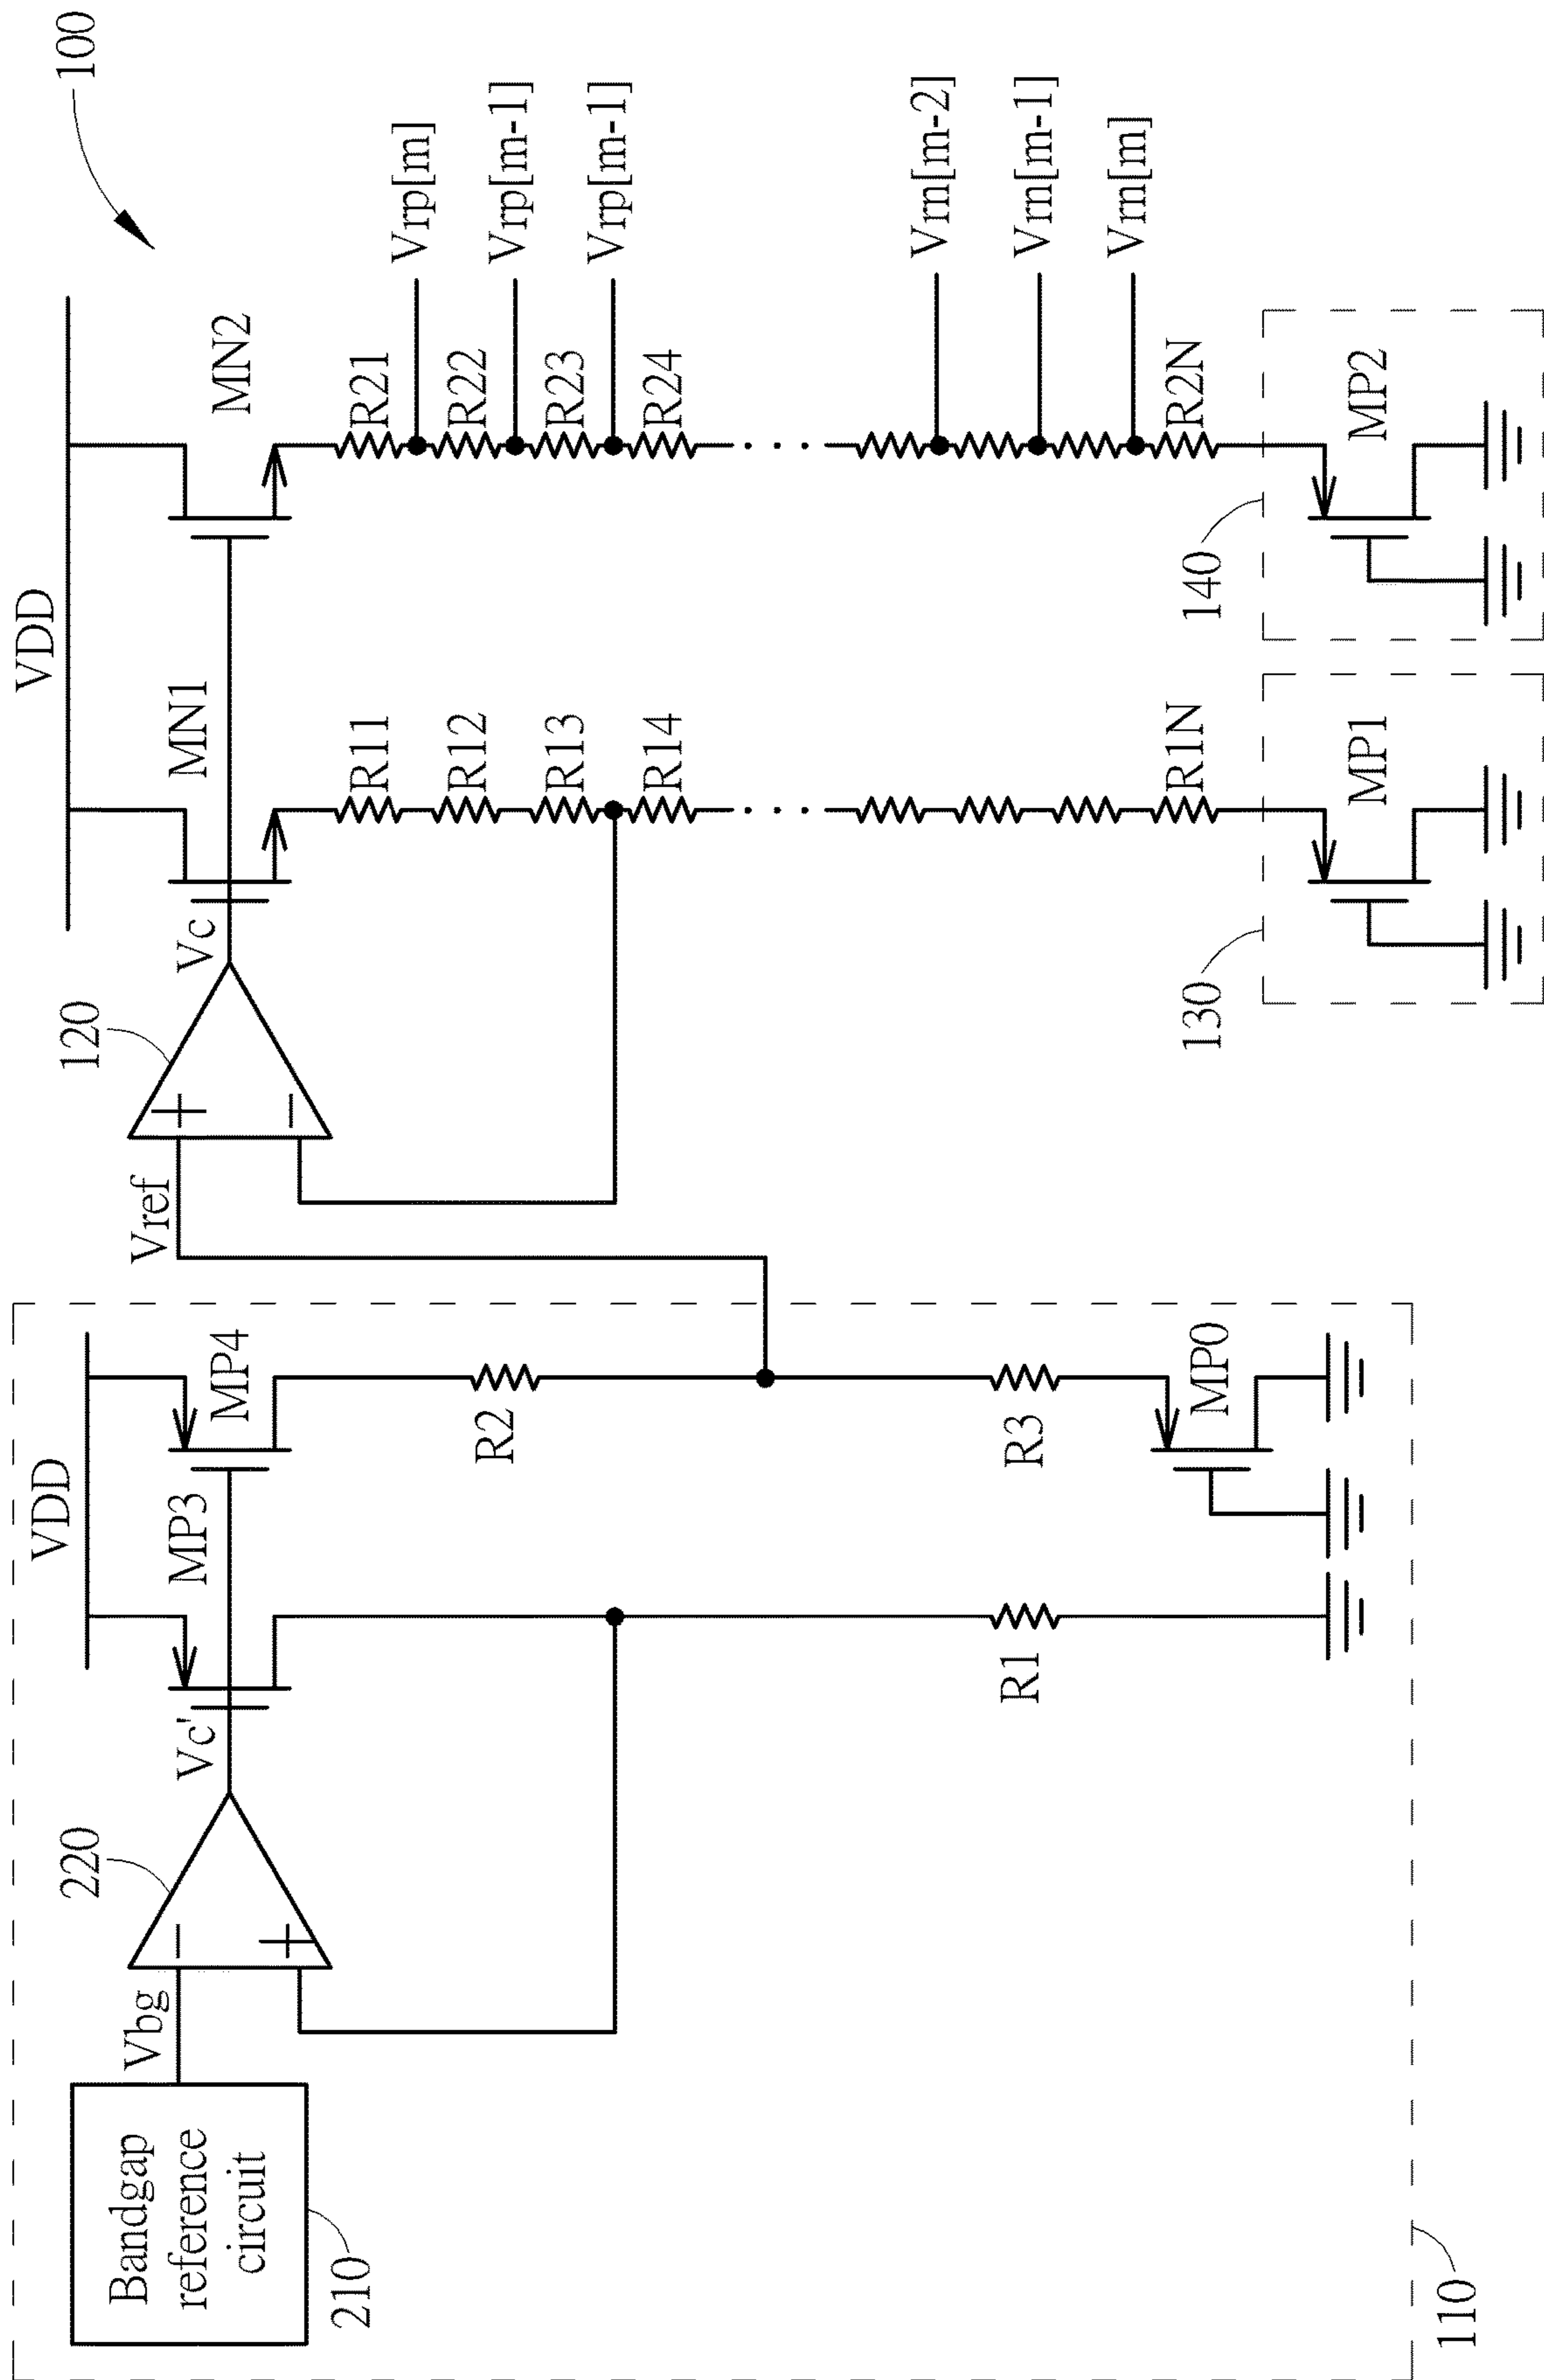 100
VDD
VDD
Bandgap
reference
circuit
210
Vbg
220
Vc'
MP3
MP4
R1
R2
R3
MP0
110
Vref
120
Vc
MN1
MN2
R11
R12
R13
R14
R1N
R21
R22
R23
R24
R2N
Vrp[m]
Vrp[m-1]
Vrp[m-1]
Vrn[m-2]
Vrn[m-1]
Vrn[m]
130
MP1
140
MP2